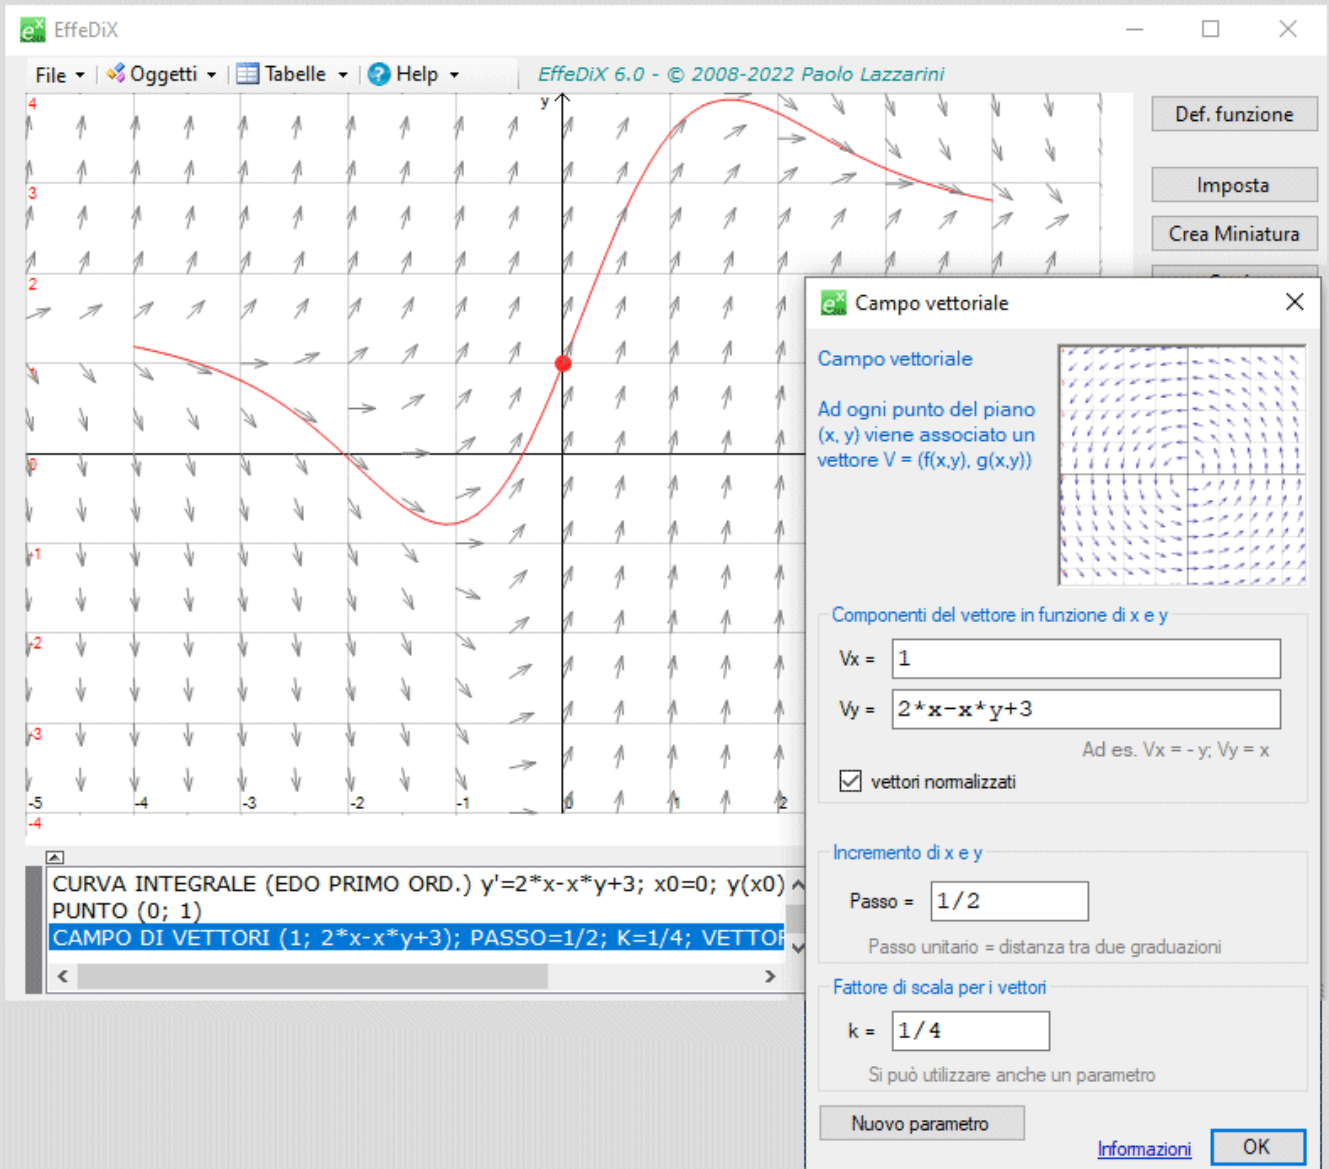 EffeDiX
File
Oggetti
Tabelle
Help
EffeDiX 6.0 - © 2008-2022 Paolo Lazzarini
Def. funzione
Imposta
Crea Miniatura
y
4
3
2
1
0
-1
-2
-3
-4
-5 -4 -3 -2 -1 0 1 2
CURVA INTEGRALE (EDO PRIMO ORD.) y'=2*x-x*y+3; x0=0; y(x0)
PUNTO (0; 1)
CAMPO DI VETTORI (1; 2*x-x*y+3); PASSO=1/2; K=1/4; VETTOR
Campo vettoriale
Campo vettoriale
Ad ogni punto del piano
(x, y) viene associato un
vettore V = (f(x,y), g(x,y))
Componenti del vettore in funzione di x e y
Vx = 1
Vy = 2*x-x*y+3
Ad es. Vx = - y; Vy = x
vettori normalizzati
Incremento di x e y
Passo = 1/2
Passo unitario = distanza tra due graduazioni
Fattore di scala per i vettori
k = 1/4
Si può utilizzare anche un parametro
Nuovo parametro
Informazioni
OK